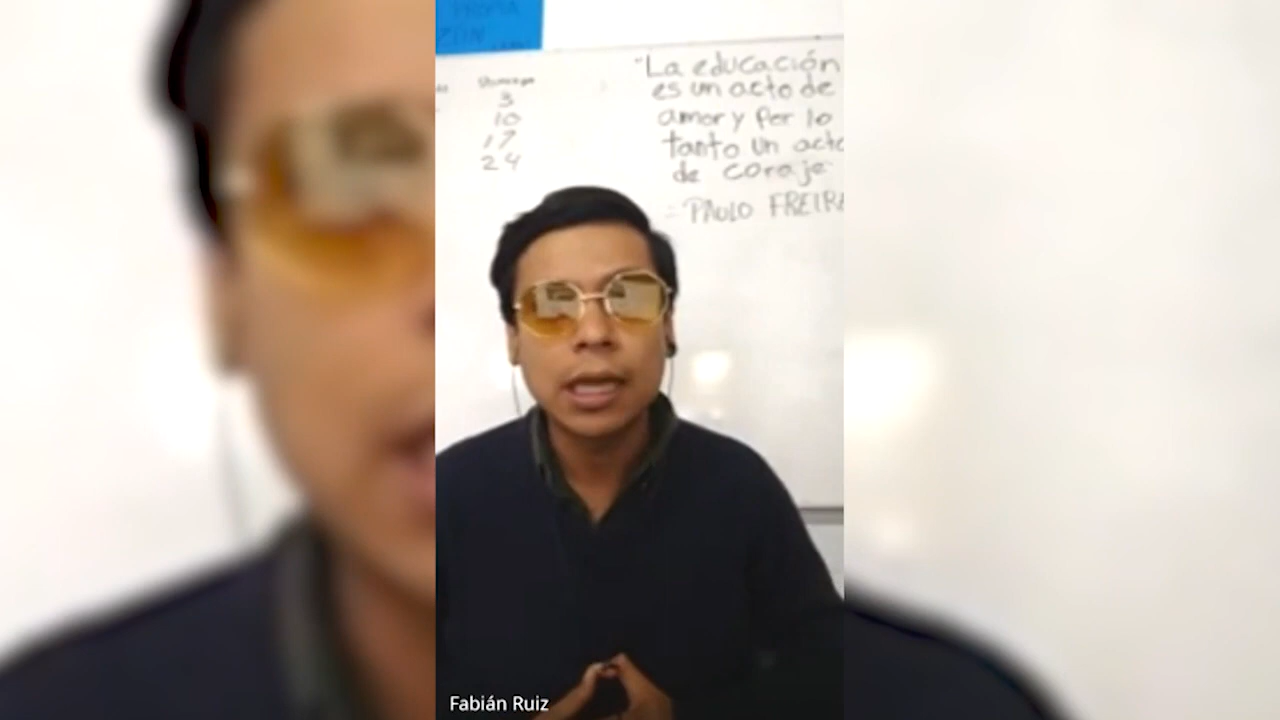 PROPIA
Domingo
3
10
17
24
"La educación
es un acto de
amor y por lo
tanto un acto
de coraje
- PAULO FREIRE
Fabián Ruiz